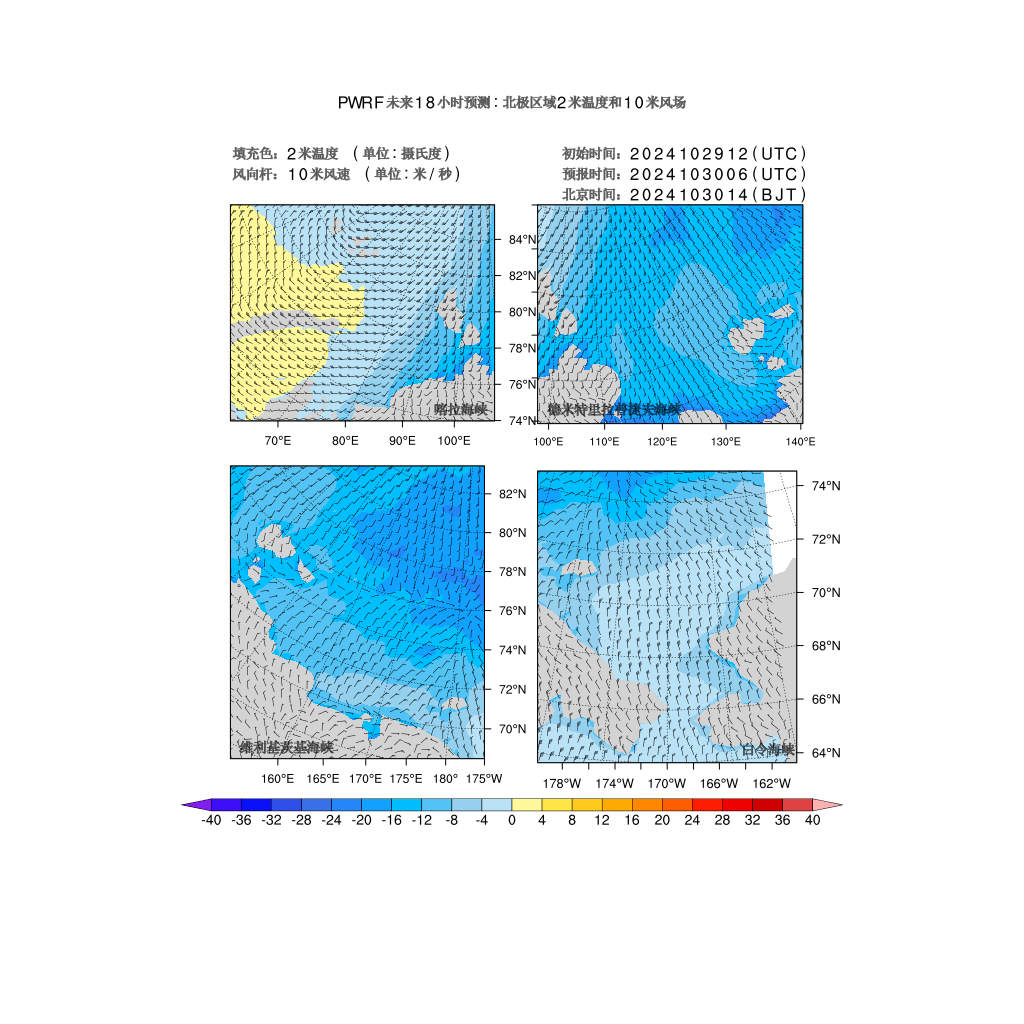 PWRF未来18小时预测:北极区域2米温度和10米风场
填充色: 2米温度 (单位:摄氏度)
初始时间: 2024102912(UTC)
风向杆: 10米风速 (单位:米/秒)
预报时间: 2024103006(UTC)
北京时间: 2024103014(BJT)
84°N
82°N
80°N
78°N
76°N
74°N
喀拉海峡
德米特里拉普捷夫海峡
70°E 80°E 90°E 100°E
100°E 110°E 120°E 130°E 140°E
82°N
80°N
78°N
76°N
74°N
72°N
70°N
74°N
72°N
70°N
68°N
66°N
64°N
维利基茨基海峡
白令海峡
160°E 165°E 170°E 175°E 180° 175°W
178°W 174°W 170°W 166°W 162°W
-40 -36 -32 -28 -24 -20 -16 -12 -8 -4 0 4 8 12 16 20 24 28 32 36 40